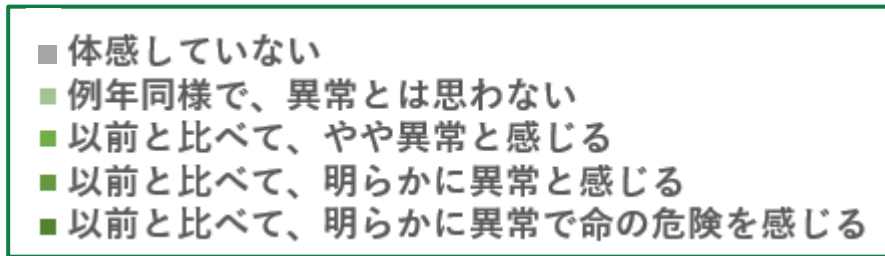 体感していない
例年同様で、異常とは思わない
以前と比べて、やや異常と感じる
以前と比べて、明らかに異常と感じる
以前と比べて、明らかに異常で命の危険を感じる